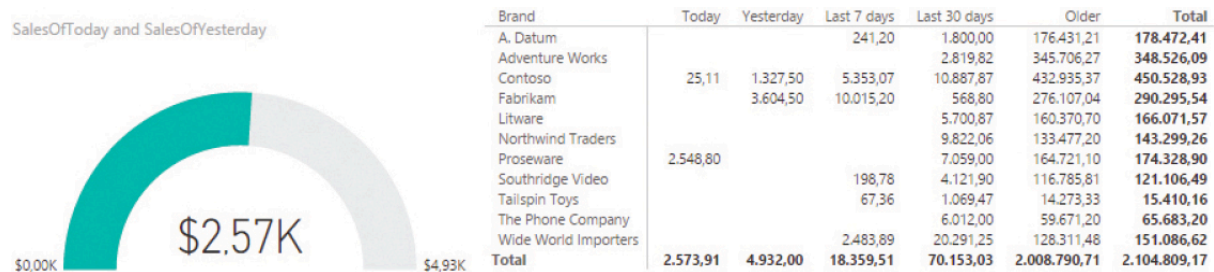 SalesOfToday and SalesOfYesterday
$2,57K
$0,00K
$4,93K
Brand Today Yesterday Last 7 days Last 30 days Older Total
A. Datum 241,20 1.800,00 176.431,21 178.472,41
Adventure Works 2.819,82 345.706,27 348.526,09
Contoso 25,11 1.327,50 5.353,07 10.887,87 432.935,37 450.528,93
Fabrikam 3.604,50 10.015,20 568,80 276.107,04 290.295,54
Litware 5.700,87 160.370,70 166.071,57
Northwind Traders 9.822,06 133.477,20 143.299,26
Proseware 2.548,80 7.059,00 164.721,10 174.328,90
Southridge Video 198,78 4.121,90 116.785,81 121.106,49
Tailspin Toys 67,36 1.069,47 14.273,33 15.410,16
The Phone Company 6.012,00 59.671,20 65.683,20
Wide World Importers 2.483,89 20.291,25 128.311,48 151.086,62
Total 2.573,91 4.932,00 18.359,51 70.153,03 2.008.790,71 2.104.809,17